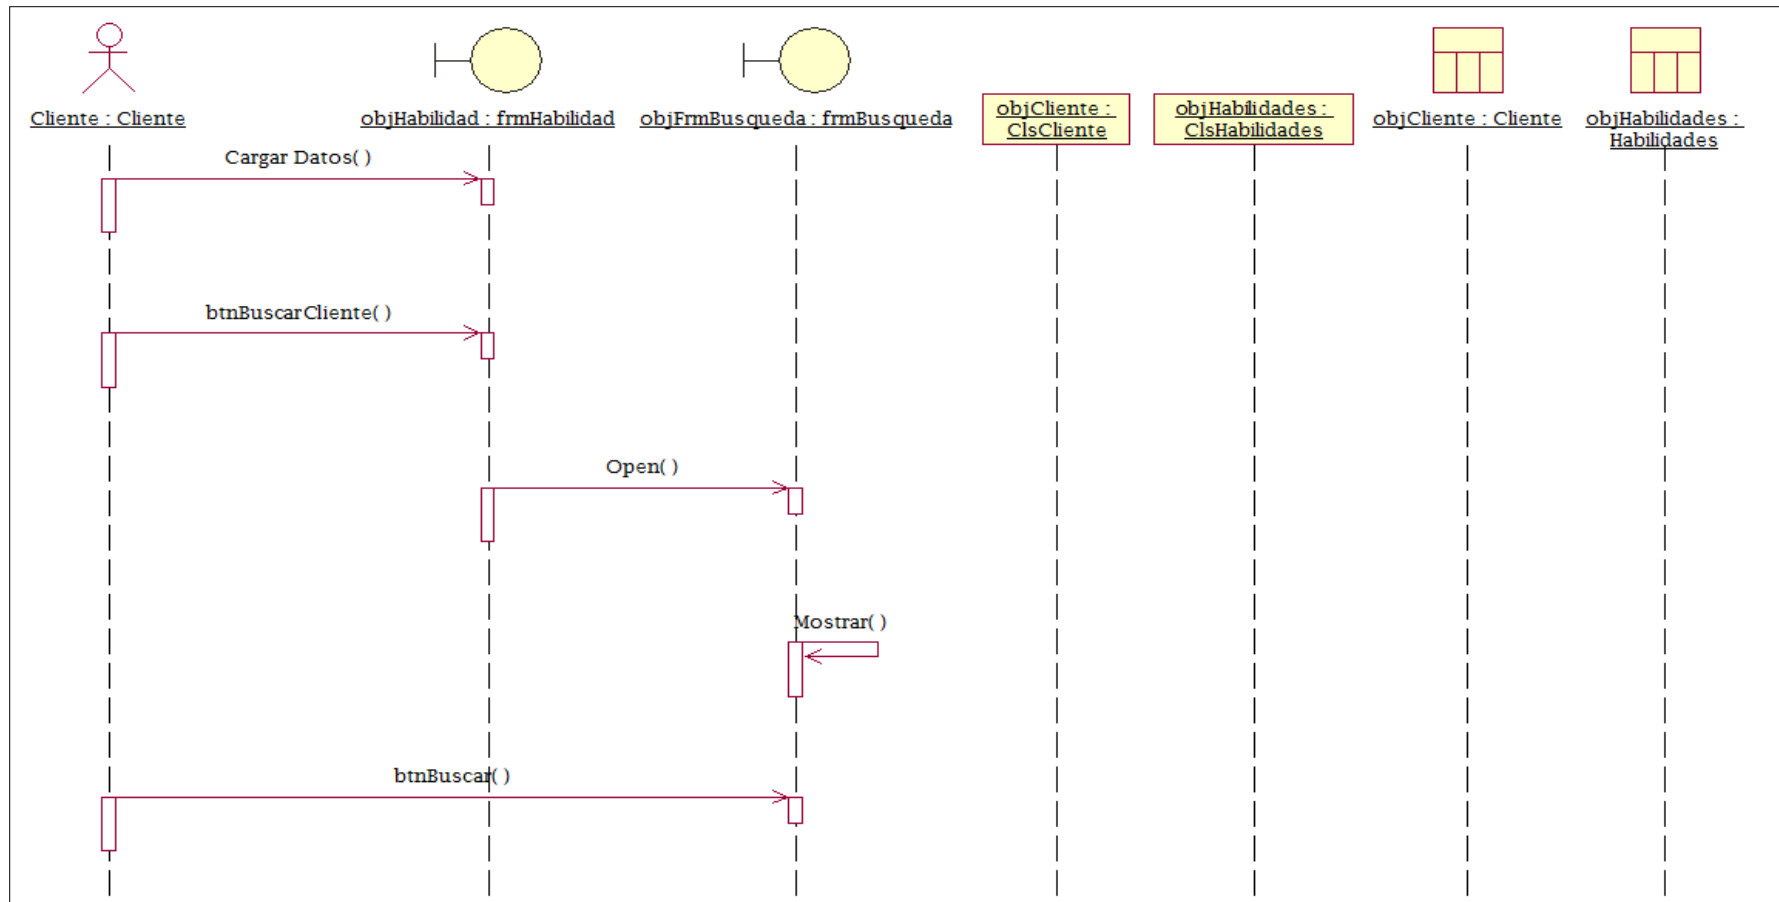 Cliente : Cliente
objHabilidad : frmHabilidad
objFrmBusqueda : frmBusqueda
objCliente :
ClsCliente
objHabilidades :
ClsHabilidades
objCliente : Cliente
objHabilidades :
Habilidades
Cargar Datos( )
btnBuscarCliente( )
Open( )
Mostrar( )
btnBuscar( )